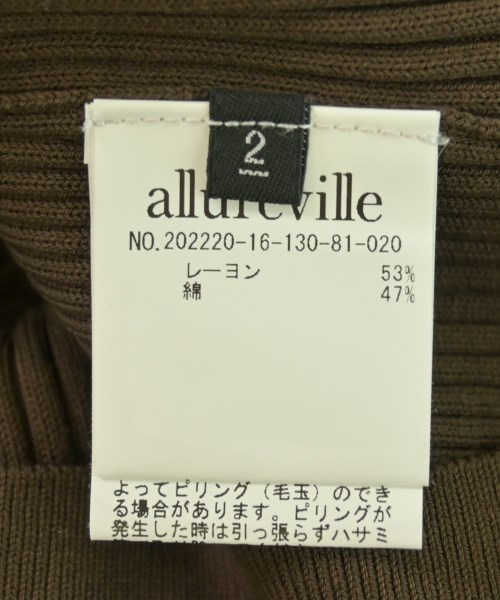 2
allureville
NO.202220-16-130-81-020
レーヨン 53%
綿 47%
よってピリング（毛玉）のでき
る場合があります。ピリングが
発生した時は引っ張らずハサミ